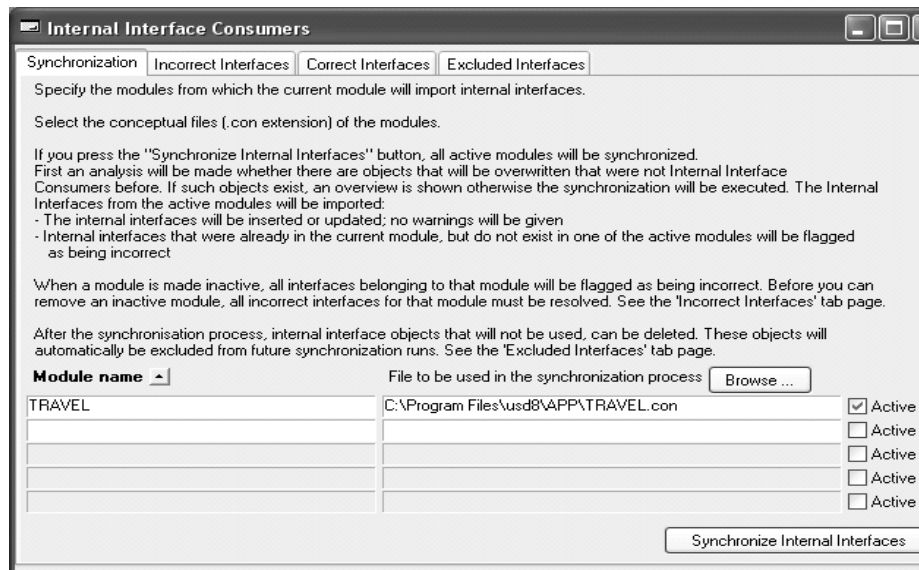 Internal Interface Consumers
Synchronization Incorrect Interfaces Correct Interfaces Excluded Interfaces
Specify the modules from which the current module will import internal interfaces.
Select the conceptual files (.con extension) of the modules.
If you press the "Synchronize Internal Interfaces" button, all active modules will be synchronized.
First an analysis will be made whether there are objects that will be overwritten that were not Internal Interface
Consumers before. If such objects exist, an overview is shown otherwise the synchronization will be executed. The Internal
Interfaces from the active modules will be imported:
- The internal interfaces will be inserted or updated; no warnings will be given
- Internal interfaces that were already in the current module, but do not exist in one of the active modules will be flagged
as being incorrect
When a module is made inactive, all interfaces belonging to that module will be flagged as being incorrect. Before you can
remove an inactive module, all incorrect interfaces for that module must be resolved. See the 'Incorrect Interfaces' tab page.
After the synchronisation process, internal interface objects that will not be used, can be deleted. These objects will
automatically be excluded from future synchronization runs. See the 'Excluded Interfaces' tab page.
Module name File to be used in the synchronization process Browse ...
TRAVEL C:\Program Files\usd8\APP\TRAVEL.con Active
Active
Active
Active
Active
Synchronize Internal Interfaces